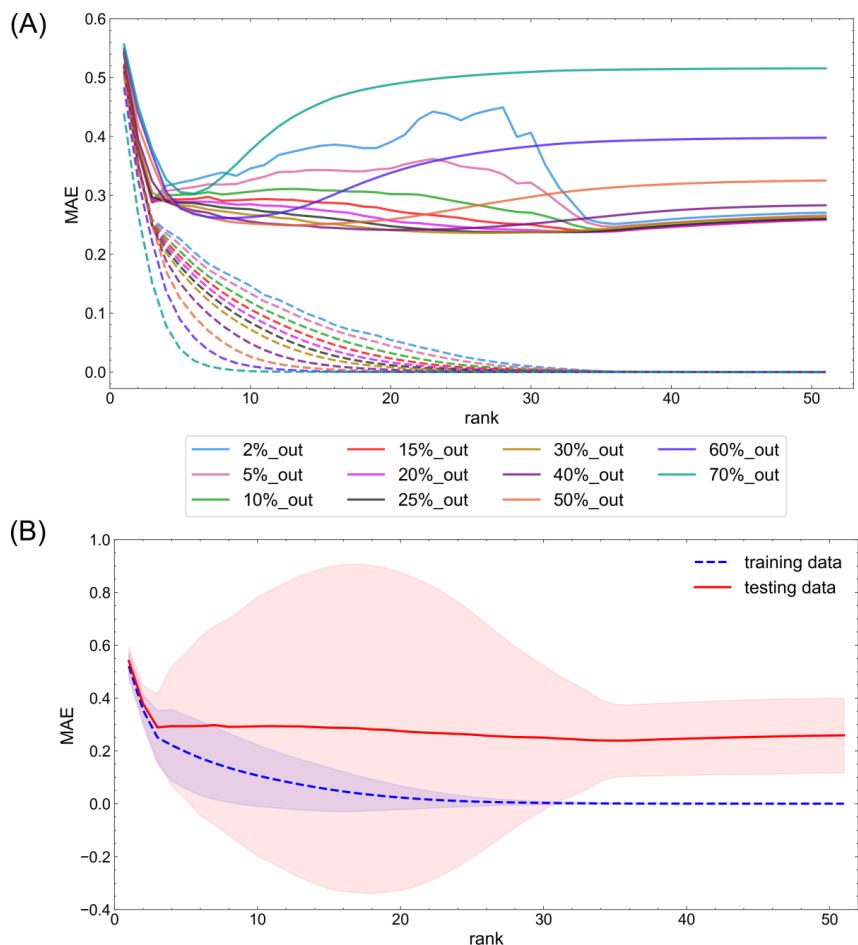 (A)
0.6
0.5
0.4
0.3
0.2
0.1
0.0
MAE
0 10 20 30 40 50
rank
2%_out 15%_out 30%_out 60%_out
5%_out 20%_out 40%_out 70%_out
10%_out 25%_out 50%_out
(B)
1.0
0.8
0.6
0.4
0.2
0.0
−0.2
−0.4
MAE
training data
testing data
0 10 20 30 40 50
rank